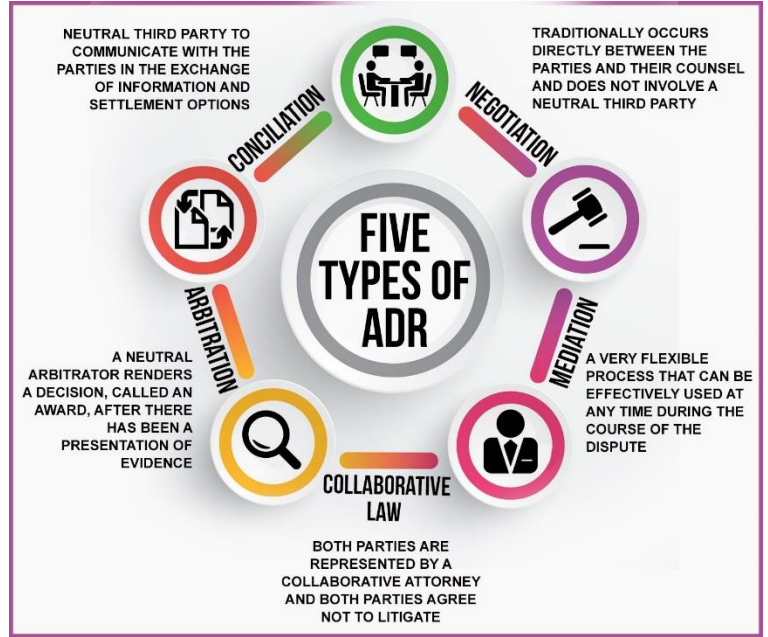 FIVE
TYPES OF
ADR
NEGOTIATION
TRADITIONALLY OCCURS
DIRECTLY BETWEEN THE
PARTIES AND THEIR COUNSEL
AND DOES NOT INVOLVE A
NEUTRAL THIRD PARTY
MEDIATION
A VERY FLEXIBLE
PROCESS THAT CAN BE
EFFECTIVELY USED AT
ANY TIME DURING THE
COURSE OF THE
DISPUTE
COLLABORATIVE
LAW
BOTH PARTIES ARE
REPRESENTED BY A
COLLABORATIVE ATTORNEY
AND BOTH PARTIES AGREE
NOT TO LITIGATE
ARBITRATION
A NEUTRAL
ARBITRATOR RENDERS
A DECISION, CALLED AN
AWARD, AFTER THERE
HAS BEEN A
PRESENTATION OF
EVIDENCE
CONCILIATION
NEUTRAL THIRD PARTY TO
COMMUNICATE WITH THE
PARTIES IN THE EXCHANGE
OF INFORMATION AND
SETTLEMENT OPTIONS